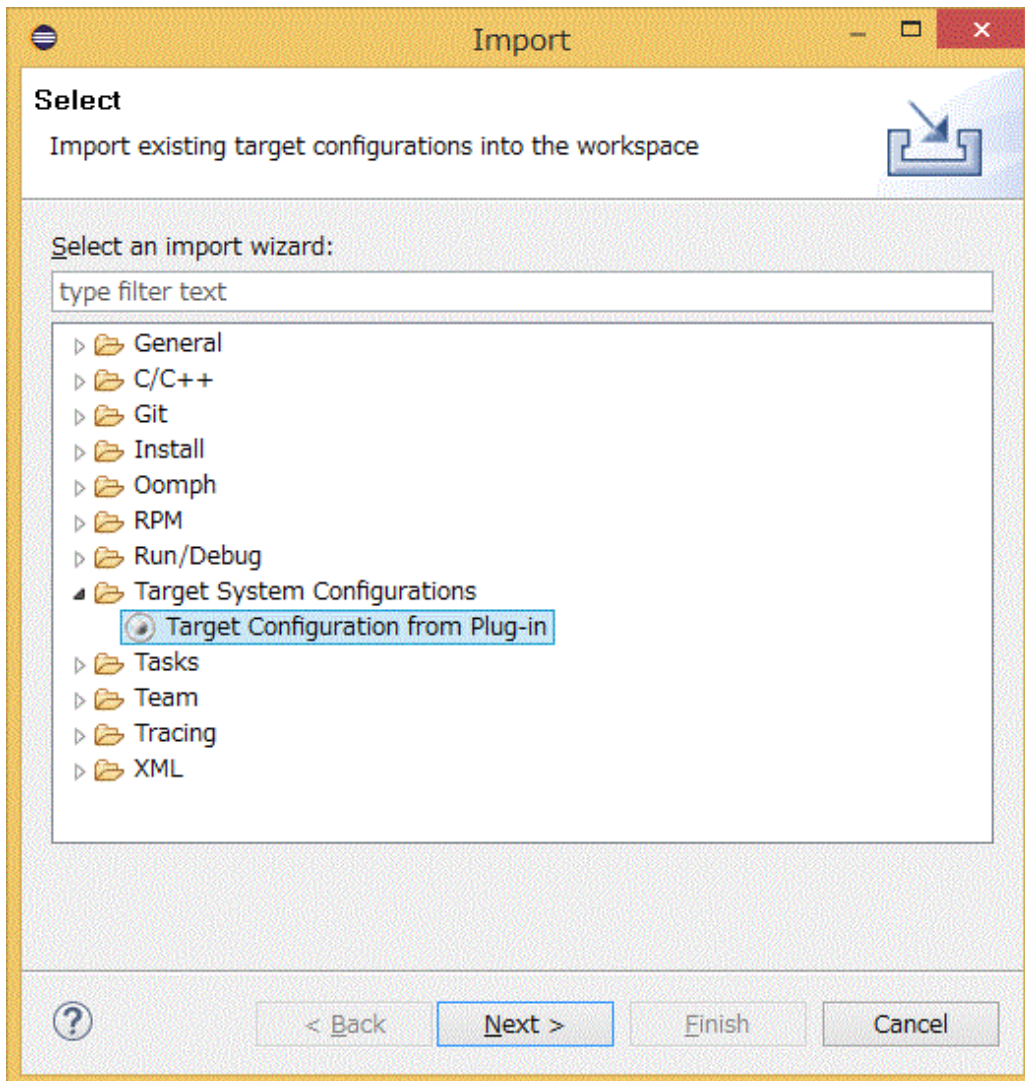 Import
Select
Import existing target configurations into the workspace
Select an import wizard:
type filter text
General
C/C++
Git
Install
Oomph
RPM
Run/Debug
Target System Configurations
Target Configuration from Plug-in
Tasks
Team
Tracing
XML
? < Back Next > Finish Cancel